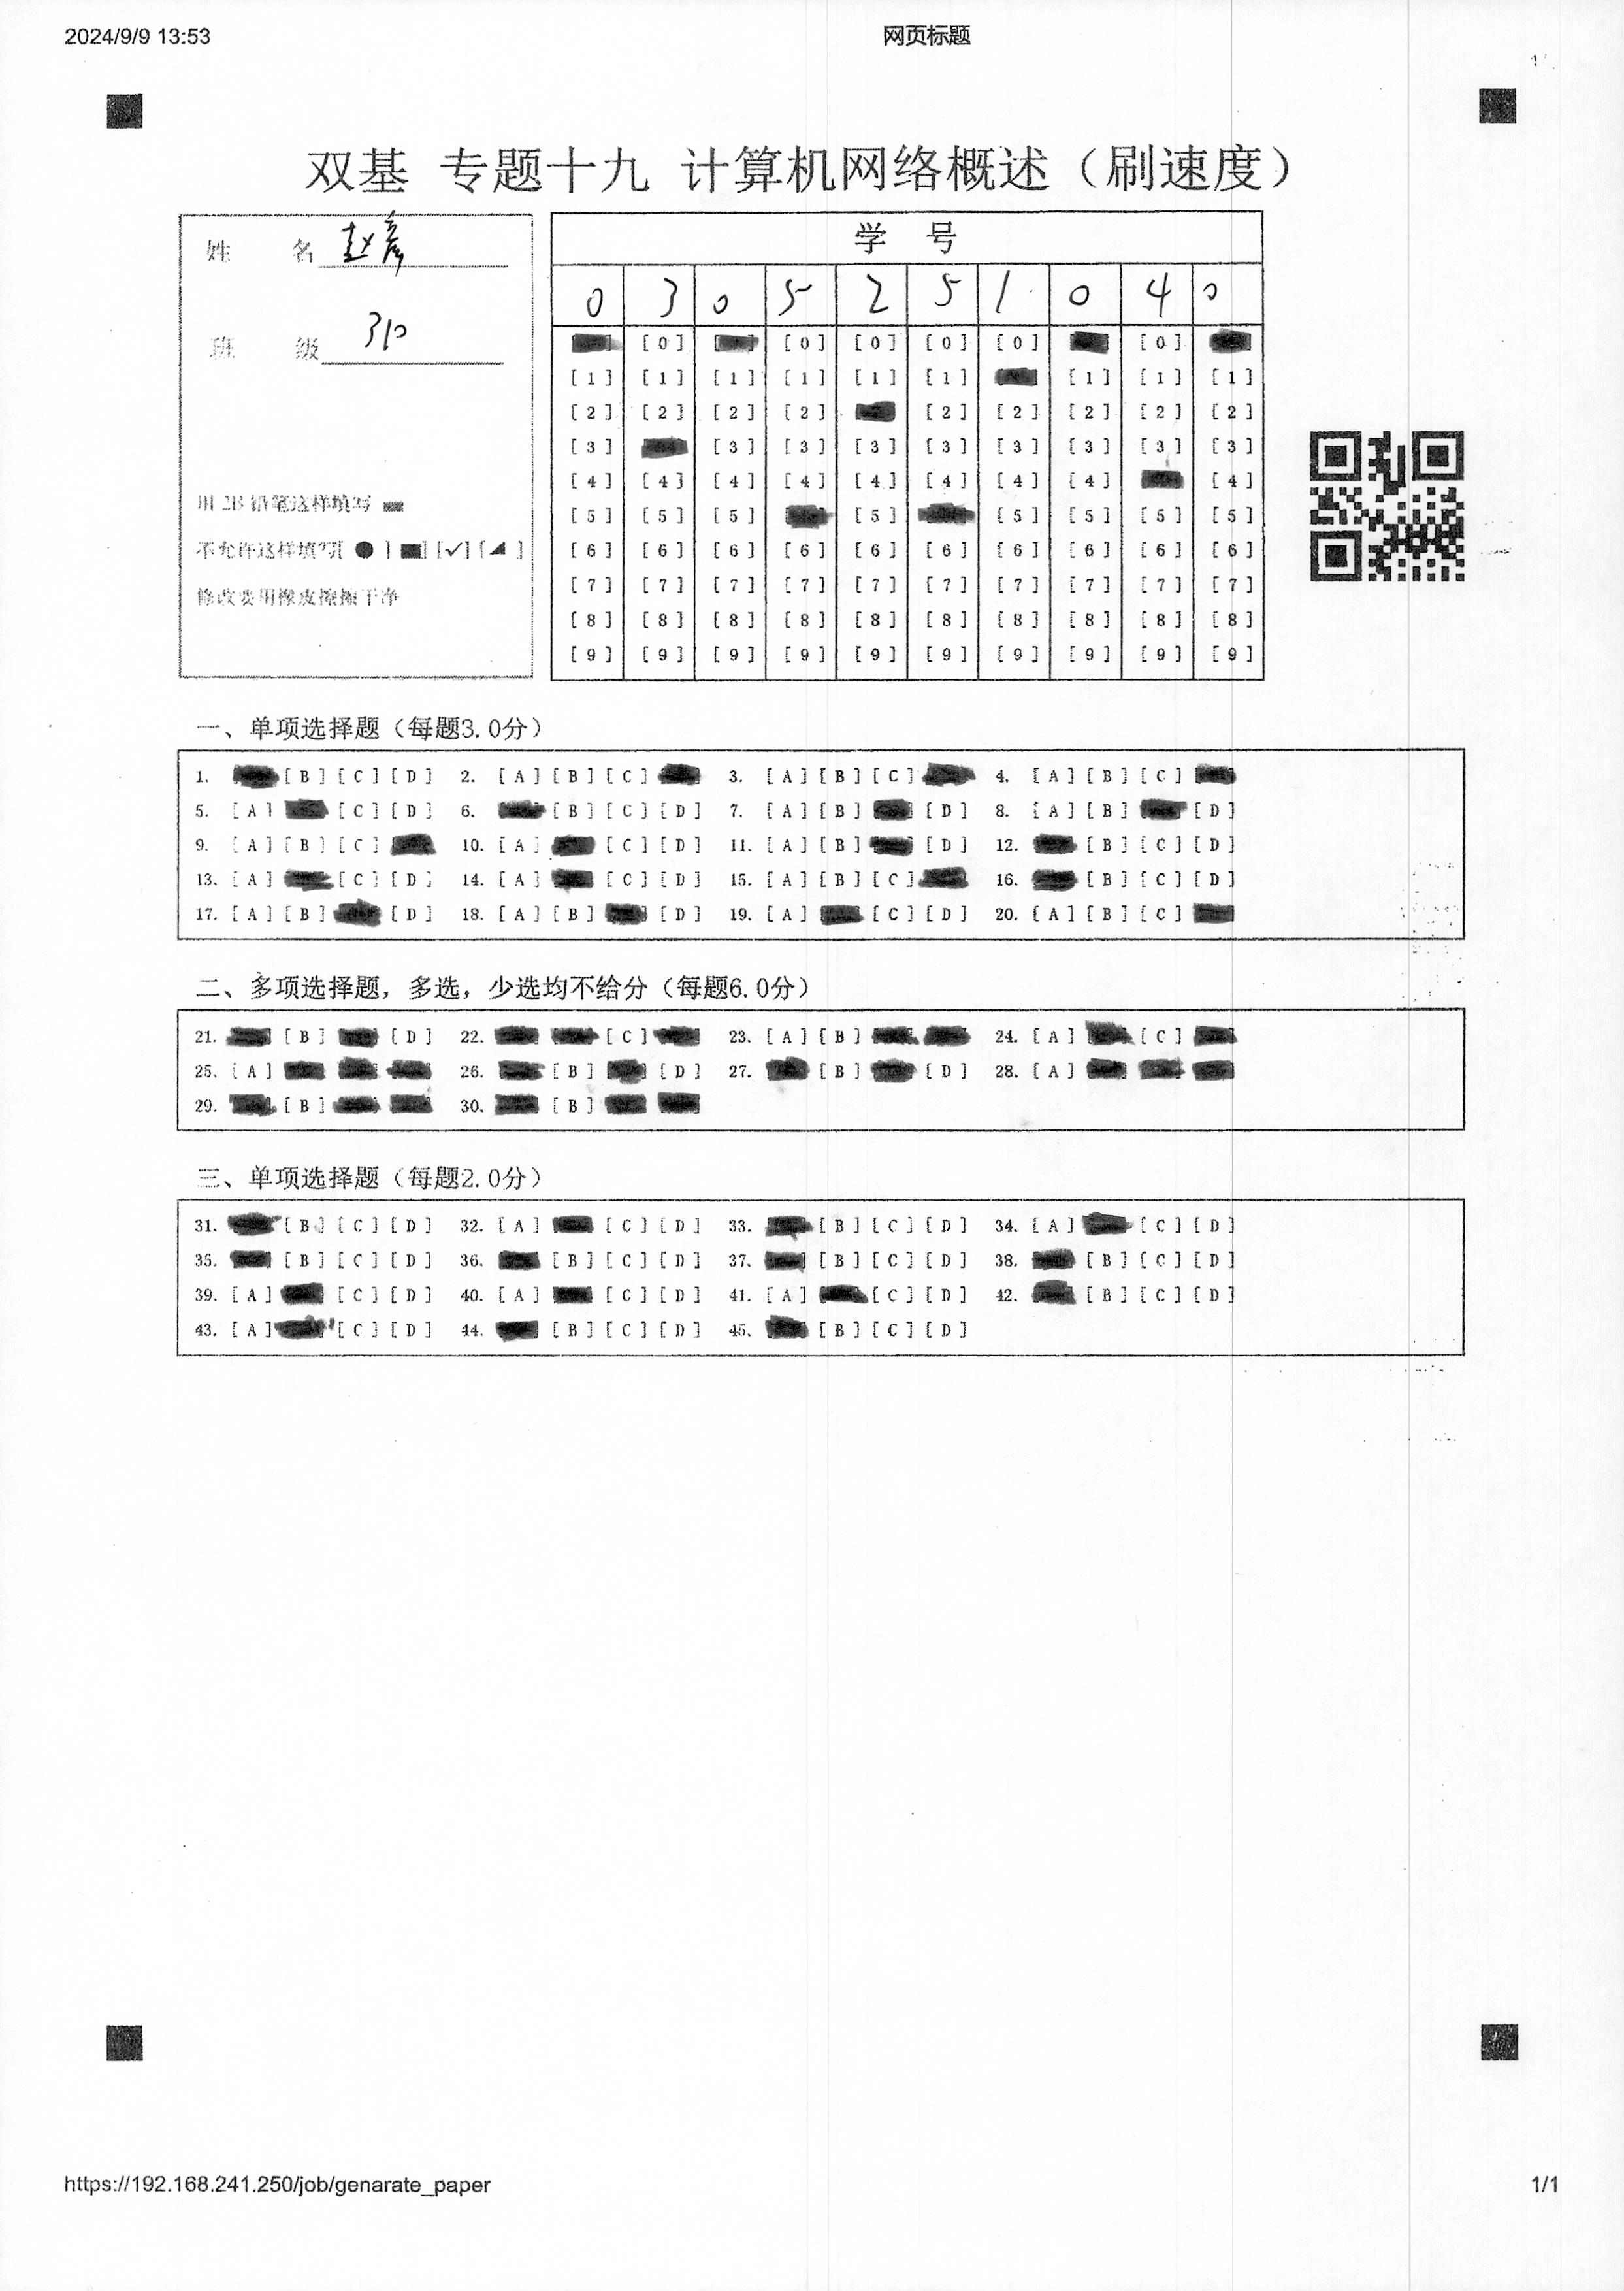 2024/9/9 13:53 网页标题
双基 专题十九 计算机网络概述（刷速度）
姓 名 赵彦
班 级
用 2B 铅笔这样填写
不允许这样填写[ ● ] ■] [✓] [◢ ]
修改要用橡皮擦擦干净
学 号
0 3 0 5 2 5 1 0 4 0
[0] [0] [0] [0] [0] [0]
[1] [1] [1] [1] [1] [1] [1] [1] [1]
[2] [2] [2] [2] [2] [2] [2] [2] [2]
[3] [3] [3] [3] [3] [3] [3] [3] [3]
[4] [4] [4] [4] [4] [4] [4] [4] [4]
[5] [5] [5] [5] [5] [5] [5] [5]
[6] [6] [6] [6] [6] [6] [6] [6] [6] [6]
[7] [7] [7] [7] [7] [7] [7] [7] [7] [7]
[8] [8] [8] [8] [8] [8] [8] [8] [8] [8]
[9] [9] [9] [9] [9] [9] [9] [9] [9] [9]
一、单项选择题（每题3.0分）
1. [B] [C] [D] 2. [A] [B] [C] 3. [A] [B] [C] 4. [A] [B] [C]
5. [A] [C] [D] 6. [B] [C] [D] 7. [A] [B] [D] 8. [A] [B] [D]
9. [A] [B] [C] 10. [A] [C] [D] 11. [A] [B] [D] 12. [B] [C] [D]
13. [A] [C] [D] 14. [A] [C] [D] 15. [A] [B] [C] 16. [B] [C] [D]
17. [A] [B] [D] 18. [A] [B] [D] 19. [A] [C] [D] 20. [A] [B] [C]
二、多项选择题，多选，少选均不给分（每题6.0分）
21. [B] [D] 22. [C] 23. [A] [B] 24. [A] [C]
25. [A] 26. [B] [D] 27. [B] [D] 28. [A]
29. [B] 30. [B]
三、单项选择题（每题2.0分）
31. [B] [C] [D] 32. [A] [C] [D] 33. [B] [C] [D] 34. [A] [C] [D]
35. [B] [C] [D] 36. [B] [C] [D] 37. [B] [C] [D] 38. [B] [C] [D]
39. [A] [C] [D] 40. [A] [C] [D] 41. [A] [C] [D] 42. [B] [C] [D]
43. [A] [C] [D] 44. [B] [C] [D] 45. [B] [C] [D]
https://192.168.241.250/job/genarate_paper 1/1